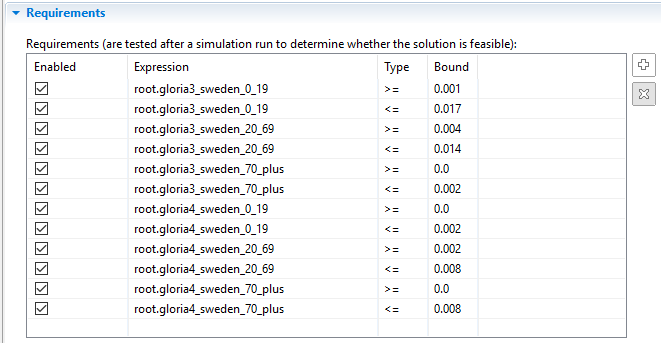 Requirements
Requirements (are tested after a simulation run to determine whether the solution is feasible):
Enabled Expression Type Bound
root.gloria3_sweden_0_19 >= 0.001
root.gloria3_sweden_0_19 <= 0.017
root.gloria3_sweden_20_69 >= 0.004
root.gloria3_sweden_20_69 <= 0.014
root.gloria3_sweden_70_plus >= 0.0
root.gloria3_sweden_70_plus <= 0.002
root.gloria4_sweden_0_19 >= 0.0
root.gloria4_sweden_0_19 <= 0.002
root.gloria4_sweden_20_69 >= 0.002
root.gloria4_sweden_20_69 <= 0.008
root.gloria4_sweden_70_plus >= 0.0
root.gloria4_sweden_70_plus <= 0.008